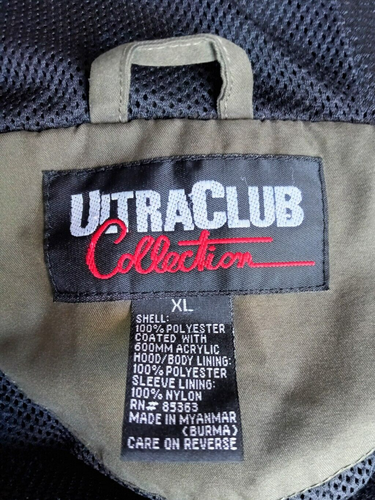 ULTRACLUB
Collection
XL
SHELL:
100% POLYESTER
COATED WITH
600MM ACRYLIC
HOOD/BODY LINING:
100% POLYESTER
SLEEVE LINING:
100% NYLON
RN# 85363
MADE IN MYANMAR
(BURMA)
CARE ON REVERSE